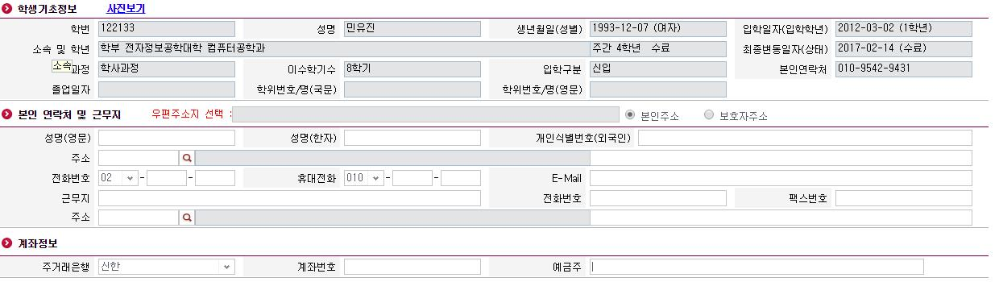 학생기초정보 사진보기
학번 122133 성명 민유진 생년월일(성별) 1993-12-07 (여자) 입학일자(입학학년) 2012-03-02 (1학년)
소속 및 학년 학부 전자정보공학대학 컴퓨터공학과 주간 4학년 수료 최종변동일자(상태) 2017-02-14 (수료)
소속 과정 학사과정 이수학기수 8학기 입학구분 신입 본인연락처 010-9542-9431
졸업일자 학위번호/명(국문) 학위번호/명(영문)
본인 연락처 및 근무지 우편주소지 선택 : 본인주소 보호자주소
성명(영문) 성명(한자) 개인식별번호(외국인)
주소
전화번호 02 - - 휴대전화 010 - - E-Mail
근무지 전화번호 팩스번호
주소
계좌정보
주거래은행 신한 계좌번호 예금주